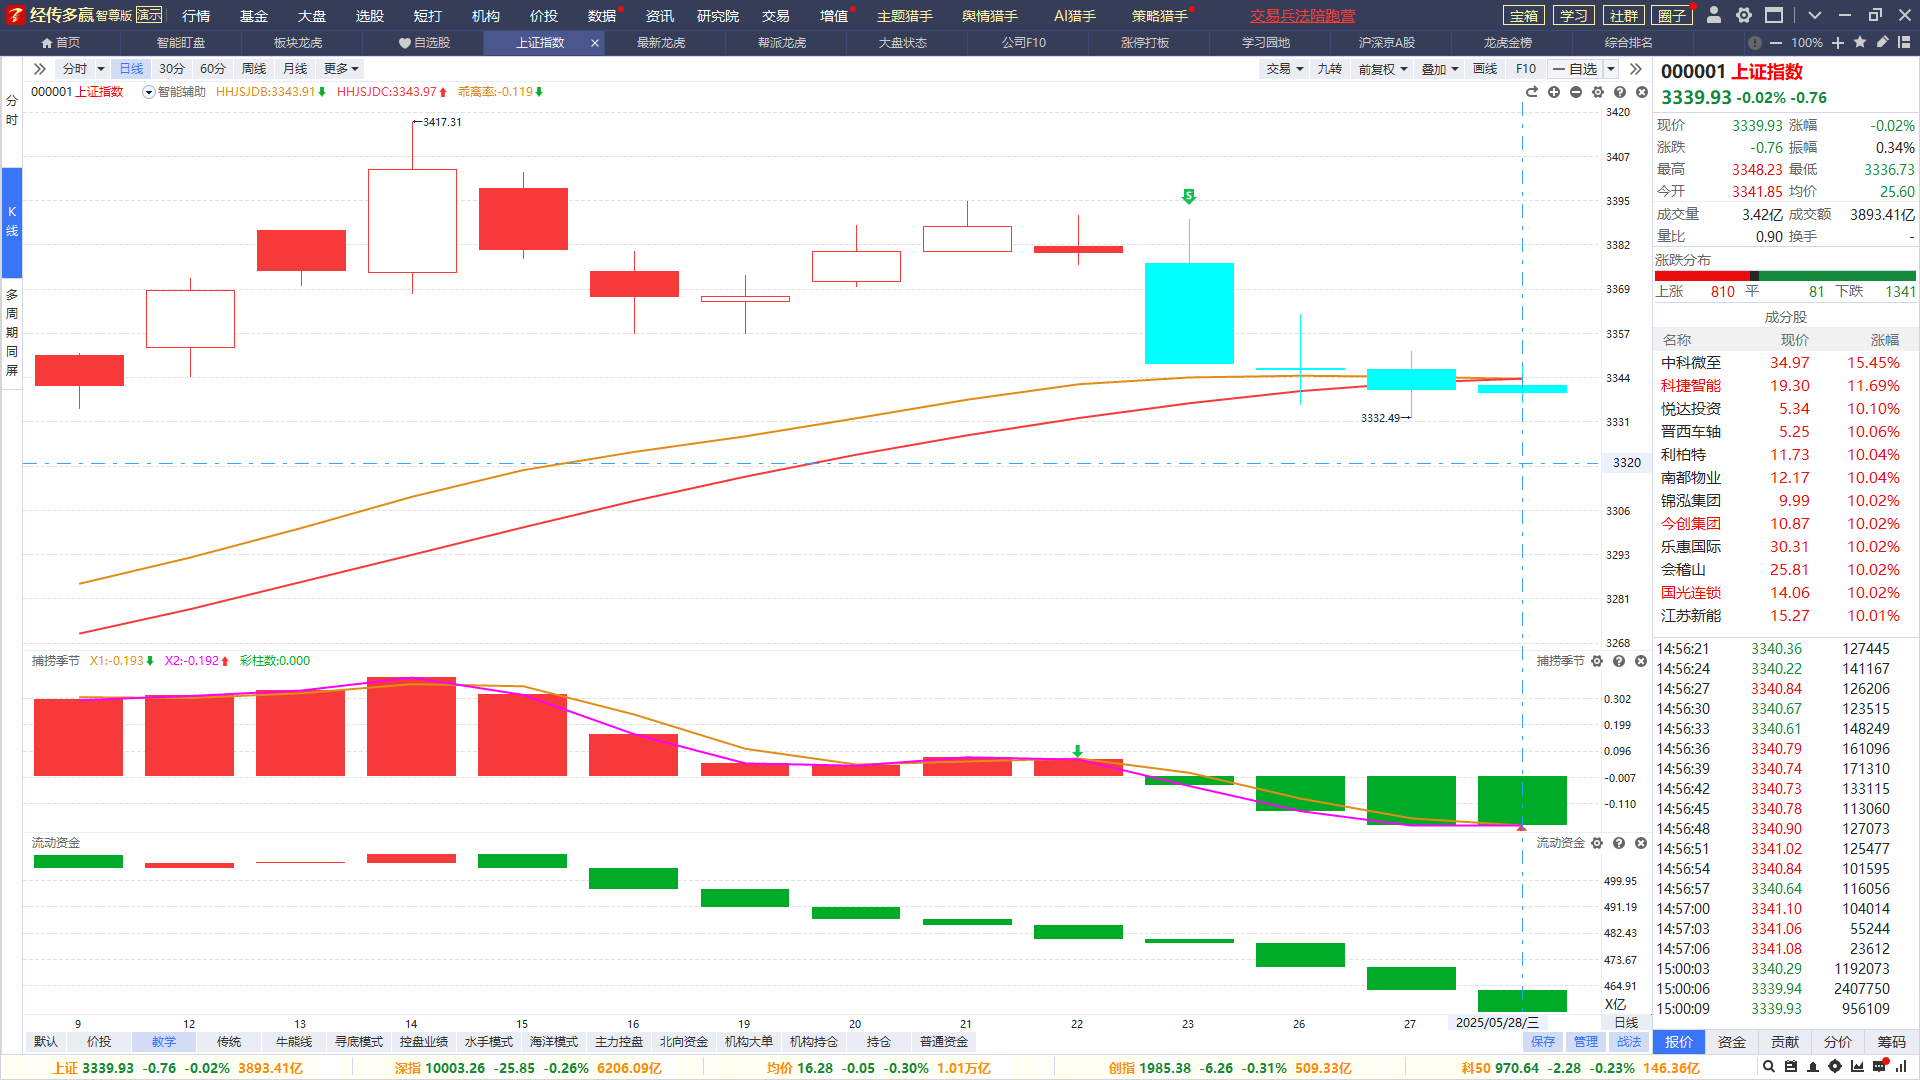 经传多赢 智尊版 演示 行情 基金 大盘 选股 短打 机构 价投 数据 资讯 研究院 交易 增值 主题猎手 舆情猎手 AI猎手 策略猎手 交易兵法陪跑营 宝箱 学习 社群 圈子
首页 智能盯盘 板块龙虎 自选股 上证指数 × 最新龙虎 帮派龙虎 大盘状态 公司F10 涨停打板 学习园地 沪深京A股 龙虎金榜 综合排名 100%
分时 日线 30分 60分 周线 月线 更多 交易 九转 前复权 叠加 画线 F10 自选
000001 上证指数 智能辅助 HHJSJDB:3343.91 HHJSJDC:3343.97 乖离率:-0.119
分时
K线
多周期同屏
3417.31
S
3332.49
3420
3407
3395
3382
3369
3357
3344
3331
3320
3306
3293
3281
3268
捕捞季节 X1:-0.193 X2:-0.192 彩柱数:0.000 捕捞季节
0.302
0.199
0.096
-0.007
-0.110
流动资金 流动资金
499.95
491.19
482.43
473.67
464.91
X亿
9 12 13 14 15 16 19 20 21 22 23 26 27 2025/05/28/三 日线
默认 价投 教学 传统 牛能线 寻底模式 控盘业绩 水手模式 海洋模式 主力控盘 北向资金 机构大单 机构持仓 持仓 普通资金 保存 管理 战法
000001 上证指数
3339.93 -0.02% -0.76
现价 3339.93 涨幅 -0.02%
涨跌 -0.76 振幅 0.34%
最高 3348.23 最低 3336.73
今开 3341.85 均价 25.60
成交量 3.42亿 成交额 3893.41亿
量比 0.90 换手 -
涨跌分布
上涨 810 平 81 下跌 1341
成分股
名称 现价 涨幅
中科微至 34.97 15.45%
科捷智能 19.30 11.69%
悦达投资 5.34 10.10%
晋西车轴 5.25 10.06%
利柏特 11.73 10.04%
南都物业 12.17 10.04%
锦泓集团 9.99 10.02%
今创集团 10.87 10.02%
乐惠国际 30.31 10.02%
会稽山 25.81 10.02%
国光连锁 14.06 10.02%
江苏新能 15.27 10.01%
14:56:21 3340.36 127445
14:56:24 3340.22 141167
14:56:27 3340.84 126206
14:56:30 3340.67 123515
14:56:33 3340.61 148249
14:56:36 3340.79 161096
14:56:39 3340.74 171310
14:56:42 3340.73 133115
14:56:45 3340.78 113060
14:56:48 3340.90 127073
14:56:51 3341.02 125477
14:56:54 3340.84 101595
14:56:57 3340.64 116056
14:57:00 3341.10 104014
14:57:03 3341.06 55244
14:57:06 3341.08 23612
15:00:03 3340.29 1192073
15:00:06 3339.94 2407750
15:00:09 3339.93 956109
报价 资金 贡献 分价 筹码
上证 3339.93 -0.76 -0.02% 3893.41亿 深指 10003.26 -25.85 -0.26% 6206.09亿 均价 16.28 -0.05 -0.30% 1.01万亿 创指 1985.38 -6.26 -0.31% 509.33亿 科50 970.64 -2.28 -0.23% 146.36亿